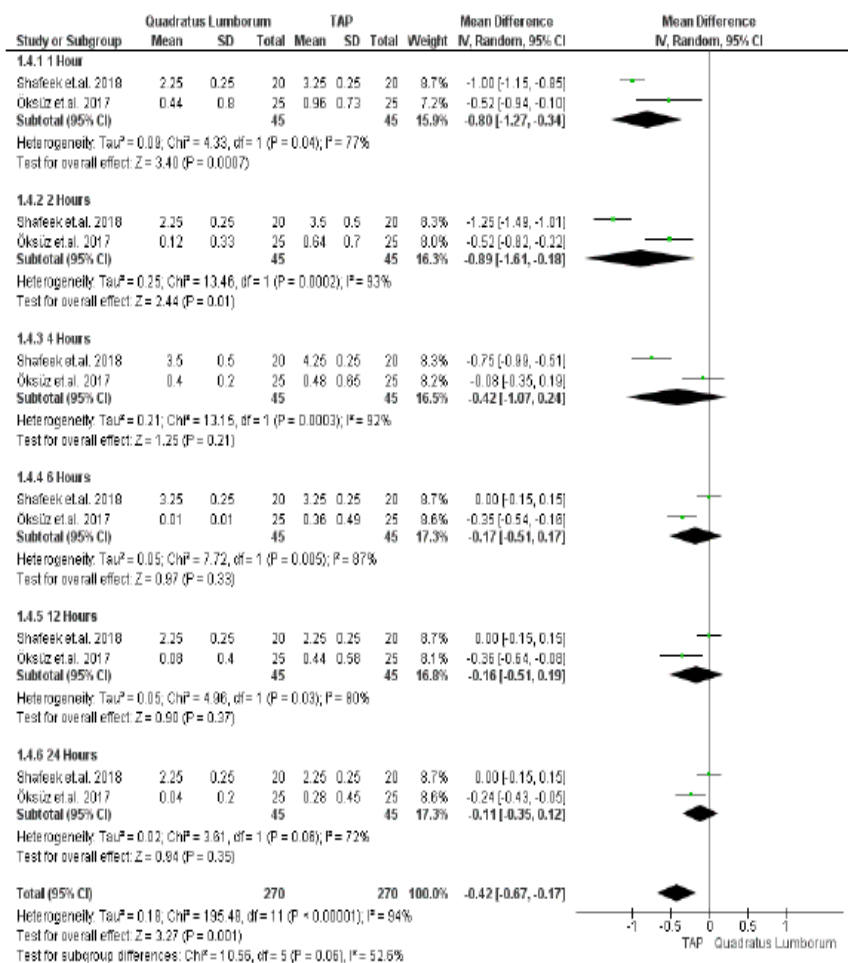 Quadratus Lumborum TAP Mean Difference Mean Difference
Study or Subgroup Mean SD Total Mean SD Total Weight IV, Random, 95% CI IV, Random, 95% CI
1.4.1 1 Hour
Shafeek et.al. 2018 2.25 0.25 20 3.25 0.25 20 8.7% -1.00 [-1.15, -0.85]
Öksüz et.al. 2017 0.44 0.8 25 0.96 0.73 25 7.2% -0.52 [-0.94, -0.10]
Subtotal (95% CI) 45 45 15.9% -0.80 [-1.27, -0.34]
Heterogeneity: Tau² = 0.09; Chi² = 4.33, df = 1 (P = 0.04); I² = 77%
Test for overall effect: Z = 3.40 (P = 0.0007)
1.4.2 2 Hours
Shafeek et.al. 2018 2.25 0.25 20 3.5 0.5 20 8.3% -1.25 [-1.49, -1.01]
Öksüz et.al. 2017 0.12 0.33 25 0.64 0.7 25 8.0% -0.52 [-0.82, -0.22]
Subtotal (95% CI) 45 45 16.3% -0.89 [-1.61, -0.18]
Heterogeneity: Tau² = 0.25; Chi² = 13.46, df = 1 (P = 0.0002); I² = 93%
Test for overall effect: Z = 2.44 (P = 0.01)
1.4.3 4 Hours
Shafeek et.al. 2018 3.5 0.5 20 4.25 0.25 20 8.3% -0.75 [-0.99, -0.51]
Öksüz et.al. 2017 0.4 0.2 25 0.48 0.65 25 8.2% -0.08 [-0.35, 0.19]
Subtotal (95% CI) 45 45 16.5% -0.42 [-1.07, 0.24]
Heterogeneity: Tau² = 0.21; Chi² = 13.15, df = 1 (P = 0.0003); I² = 92%
Test for overall effect: Z = 1.25 (P = 0.21)
1.4.4 6 Hours
Shafeek et.al. 2018 3.25 0.25 20 3.25 0.25 20 8.7% 0.00 [-0.15, 0.15]
Öksüz et.al. 2017 0.01 0.01 25 0.36 0.49 25 8.6% -0.35 [-0.54, -0.16]
Subtotal (95% CI) 45 45 17.3% -0.17 [-0.51, 0.17]
Heterogeneity: Tau² = 0.05; Chi² = 7.72, df = 1 (P = 0.005); I² = 87%
Test for overall effect: Z = 0.97 (P = 0.33)
1.4.5 12 Hours
Shafeek et.al. 2018 2.25 0.25 20 2.25 0.25 20 8.7% 0.00 [-0.15, 0.15]
Öksüz et.al. 2017 0.08 0.4 25 0.44 0.58 25 8.1% -0.36 [-0.64, -0.08]
Subtotal (95% CI) 45 45 16.8% -0.16 [-0.51, 0.19]
Heterogeneity: Tau² = 0.05; Chi² = 4.96, df = 1 (P = 0.03); I² = 80%
Test for overall effect: Z = 0.90 (P = 0.37)
1.4.6 24 Hours
Shafeek et.al. 2018 2.25 0.25 20 2.25 0.25 20 8.7% 0.00 [-0.15, 0.15]
Öksüz et.al. 2017 0.04 0.2 25 0.28 0.45 25 8.6% -0.24 [-0.43, -0.05]
Subtotal (95% CI) 45 45 17.3% -0.11 [-0.35, 0.12]
Heterogeneity: Tau² = 0.02; Chi² = 3.61, df = 1 (P = 0.06); I² = 72%
Test for overall effect: Z = 0.94 (P = 0.35)
Total (95% CI) 270 270 100.0% -0.42 [-0.67, -0.17]
Heterogeneity: Tau² = 0.18; Chi² = 195.48, df = 11 (P < 0.00001); I² = 94%
Test for overall effect: Z = 3.27 (P = 0.001)
Test for subgroup differences: Chi² = 10.56, df = 5 (P = 0.06), I² = 52.6%
-1 -0.5 0 0.5 1
TAP Quadratus Lumborum